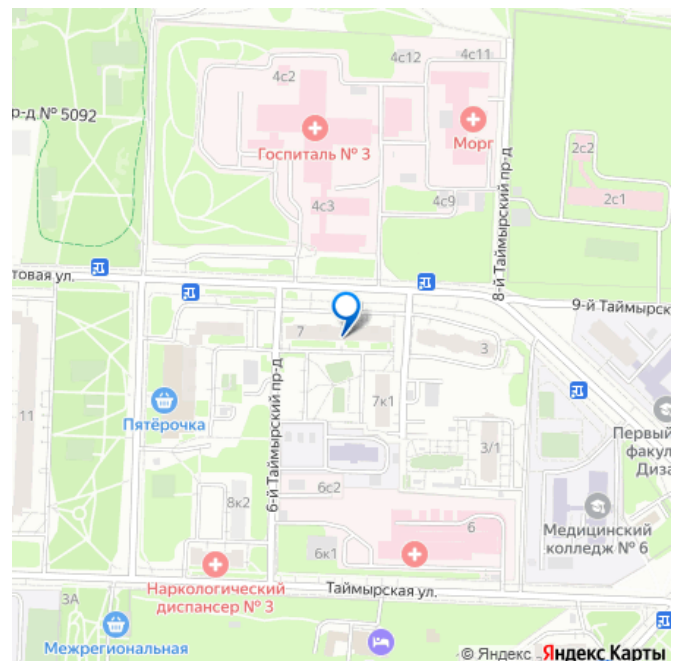 4с12
4с11
4с2
р-д № 5092
Госпиталь № 3
Морг
2с2
2с1
4с3
4с9
8-й Таймырский пр-д
товая ул.
9-й Таймырск
7
3
6-й Таймырский пр-д
7к1
11
Пятёрочка
3/1
Первый
факул
Диза
6с2
8к2
6
6к1
Медицинский
колледж № 6
Наркологический
диспансер № 3
Таймырская ул.
3А
Межрегиональная
© Яндекс Яндекс Карты